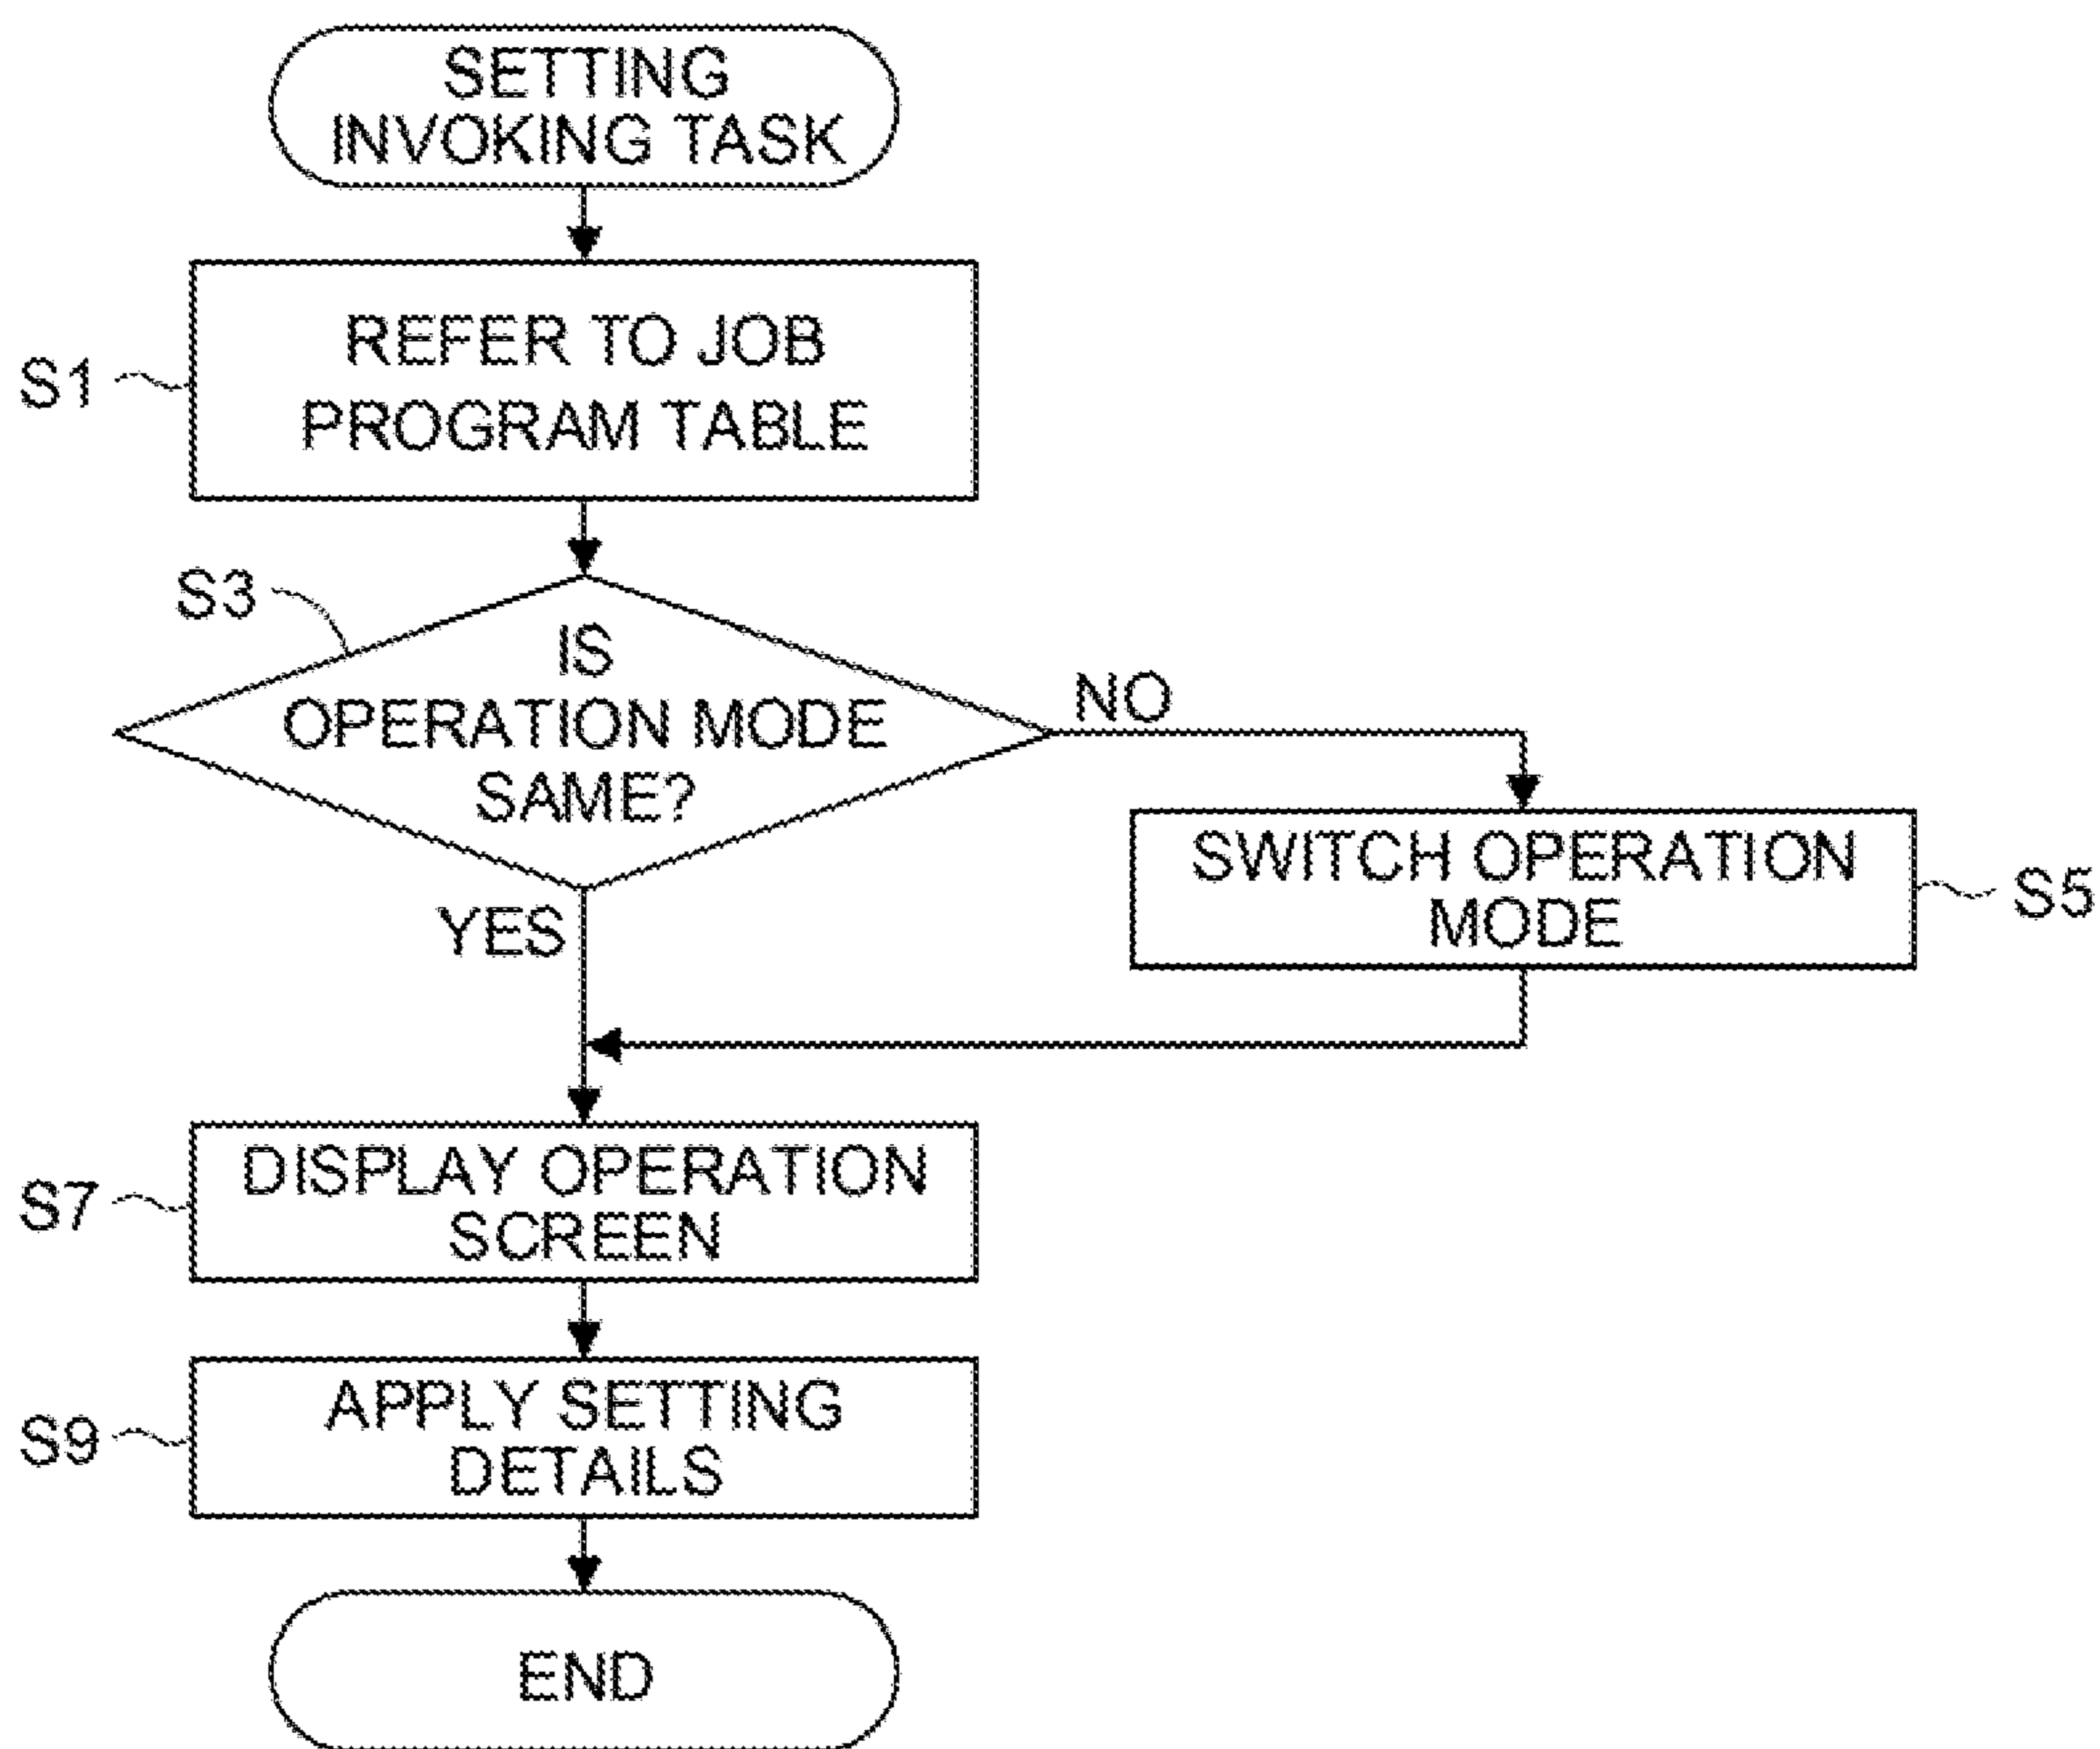 SETTING
INVOKING TASK
S1
REFER TO JOB
PROGRAM TABLE
S3
IS
OPERATION MODE
SAME?
NO
YES
SWITCH OPERATION
MODE
S5
S7
DISPLAY OPERATION
SCREEN
S9
APPLY SETTING
DETAILS
END